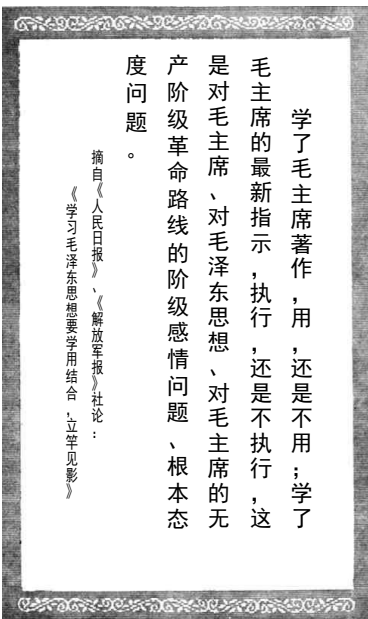 学了毛主席著作，用，还是不用；学了
毛主席的最新指示，执行，还是不执行，这
是对毛主席、对毛泽东思想、对毛主席的无
产阶级革命路线的阶级感情问题、根本态
度问题。
摘自《人民日报》、《解放军报》社论：
《学习毛泽东思想要学用结合，立竿见影》